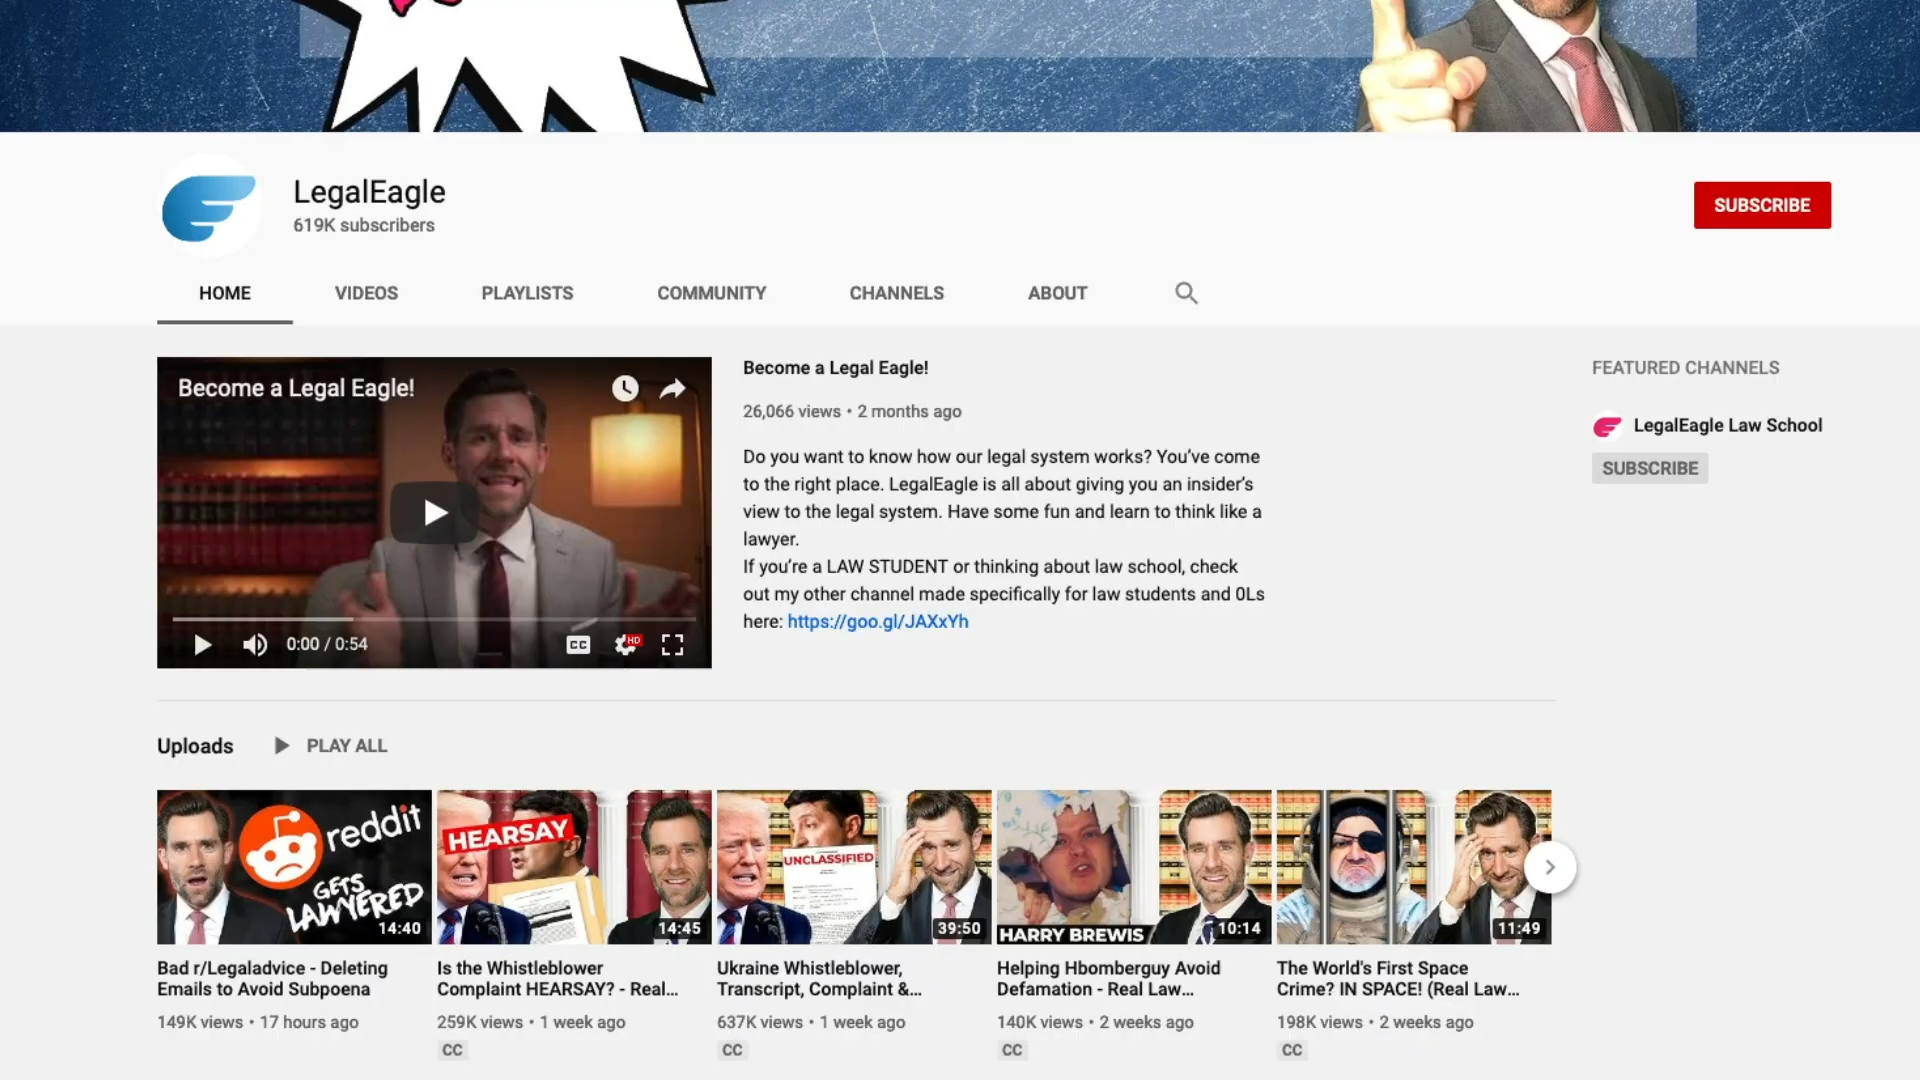 LegalEagle
619K subscribers
SUBSCRIBE
HOME
VIDEOS
PLAYLISTS
COMMUNITY
CHANNELS
ABOUT
Become a Legal Eagle!
0:00 / 0:54
CC
HD
Become a Legal Eagle!
26,066 views • 2 months ago
Do you want to know how our legal system works? You’ve come
to the right place. LegalEagle is all about giving you an insider’s
view to the legal system. Have some fun and learn to think like a
lawyer.
If you’re a LAW STUDENT or thinking about law school, check
out my other channel made specifically for law students and 0Ls
here: https://goo.gl/JAXxYh
FEATURED CHANNELS
LegalEagle Law School
SUBSCRIBE
Uploads
PLAY ALL
reddit
GETS
LAWYERED
14:40
Bad r/Legaladvice - Deleting
Emails to Avoid Subpoena
149K views • 17 hours ago
HEARSAY
14:45
Is the Whistleblower
Complaint HEARSAY? - Real...
259K views • 1 week ago
CC
UNCLASSIFIED
39:50
Ukraine Whistleblower,
Transcript, Complaint &...
637K views • 1 week ago
CC
HARRY BREWIS
10:14
Helping Hbomberguy Avoid
Defamation - Real Law...
140K views • 2 weeks ago
CC
11:49
The World's First Space
Crime? IN SPACE! (Real Law...
198K views • 2 weeks ago
CC